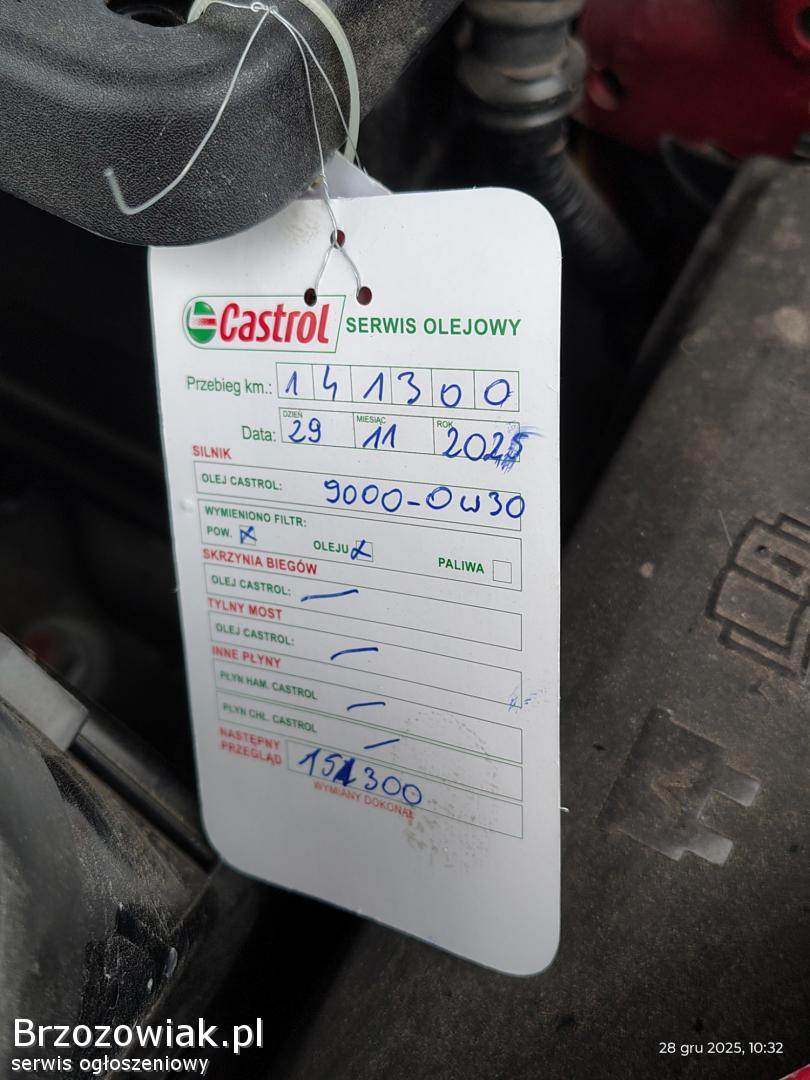 Castrol SERWIS OLEJOWY
Przebieg km.: 141300
Data: DZIEŃ 29 MIESIĄC 11 ROK 2025
SILNIK
OLEJ CASTROL: 9000-0W30
WYMIENIONO FILTR:
POW. OLEJU PALIWA
SKRZYNIA BIEGÓW
OLEJ CASTROL: —
TYLNY MOST
OLEJ CASTROL: —
INNE PŁYNY
PŁYN HAM. CASTROL —
PŁYN CHŁ. CASTROL —
NASTĘPNY
PRZEGLĄD 151300
WYMIANY DOKONAŁ
Brzozowiak.pl
serwis ogłoszeniowy
28 gru 2025, 10:32